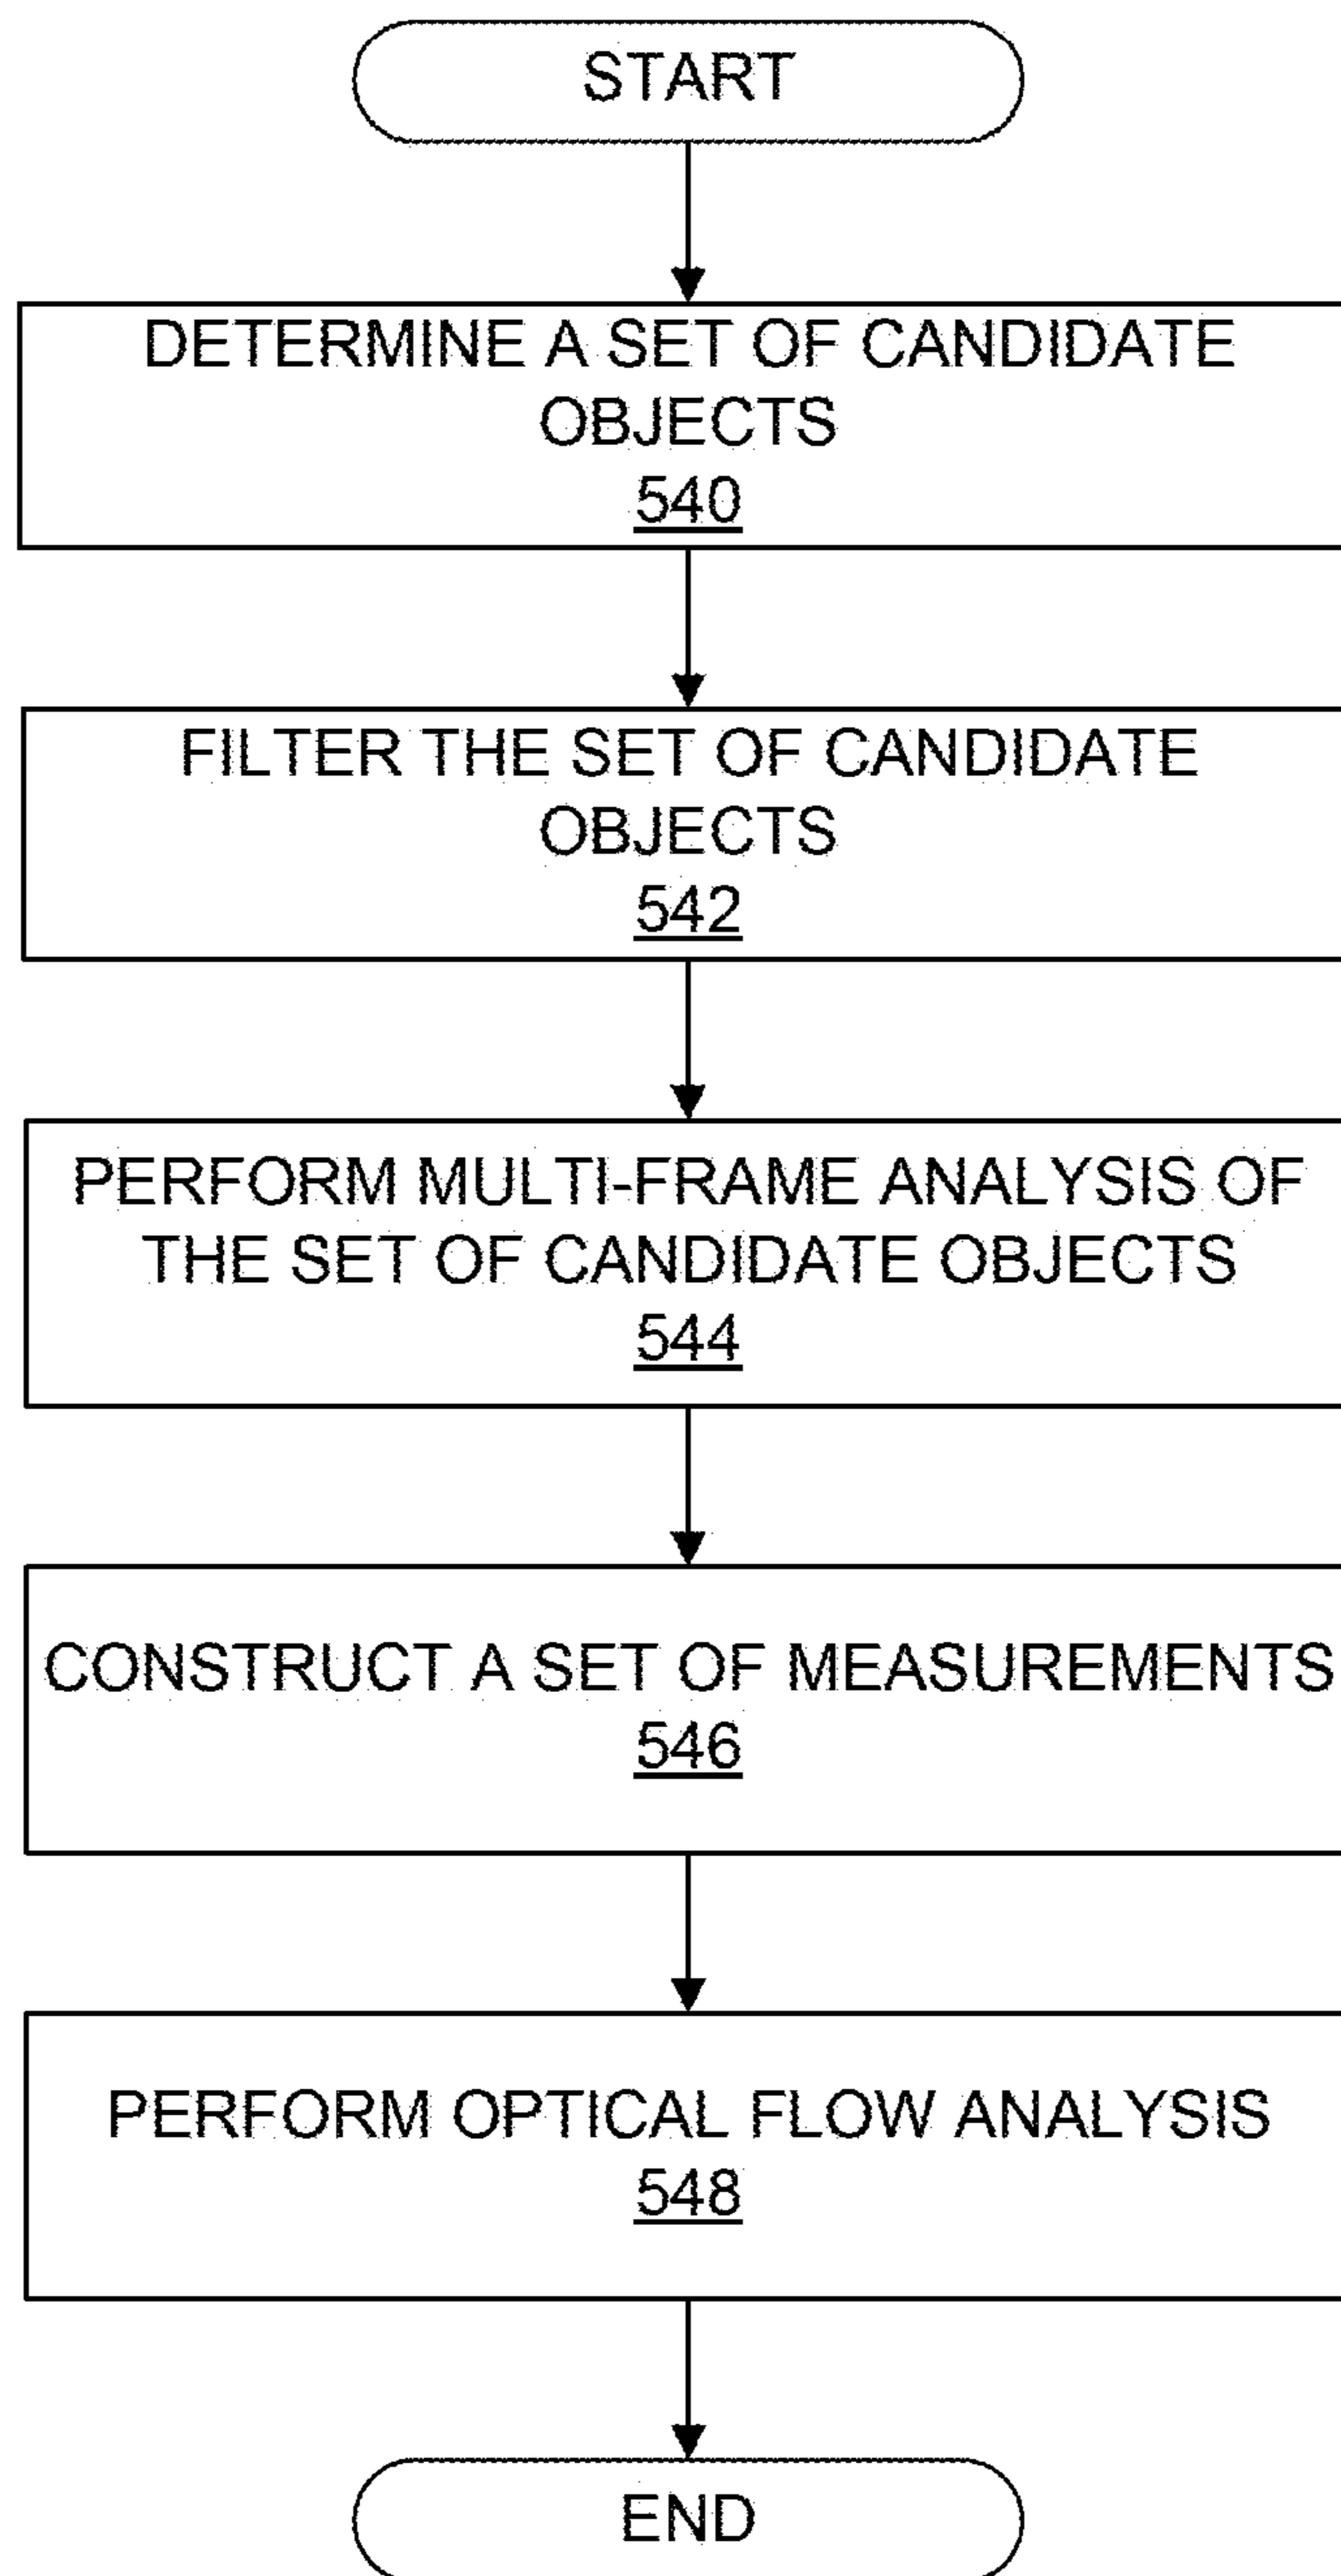 START
DETERMINE A SET OF CANDIDATE
OBJECTS
540
FILTER THE SET OF CANDIDATE
OBJECTS
542
PERFORM MULTI-FRAME ANALYSIS OF
THE SET OF CANDIDATE OBJECTS
544
CONSTRUCT A SET OF MEASUREMENTS
546
PERFORM OPTICAL FLOW ANALYSIS
548
END